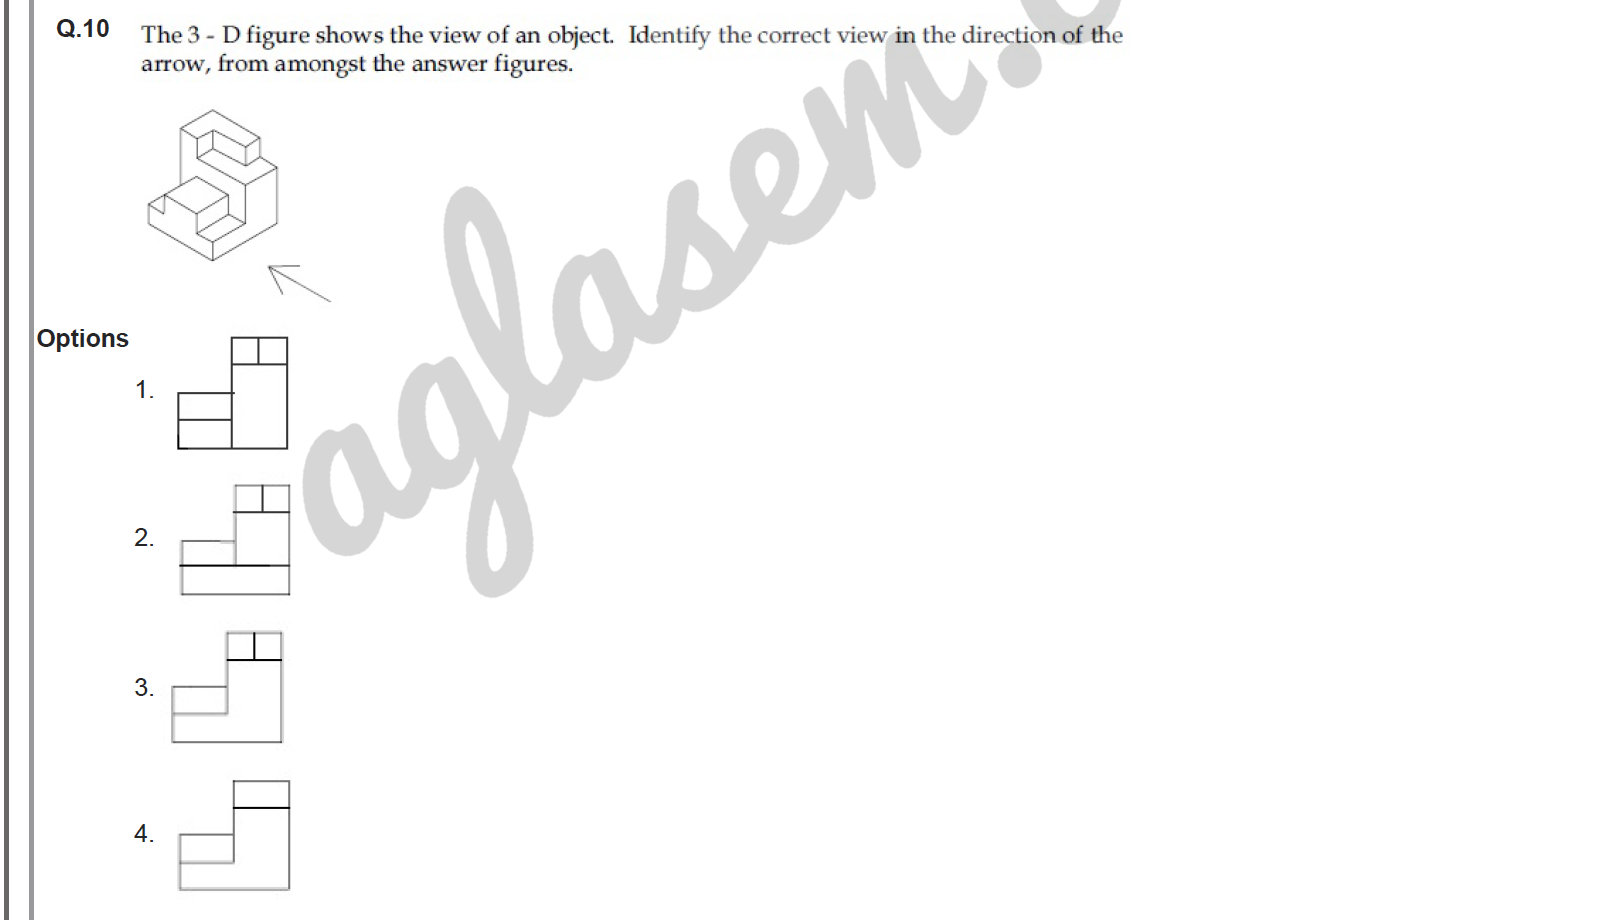 Q.10 The 3 - D figure shows the view of an object. Identify the correct view in the direction of the
arrow, from amongst the answer figures.
Options
1.
2.
3.
4.
aglasem.